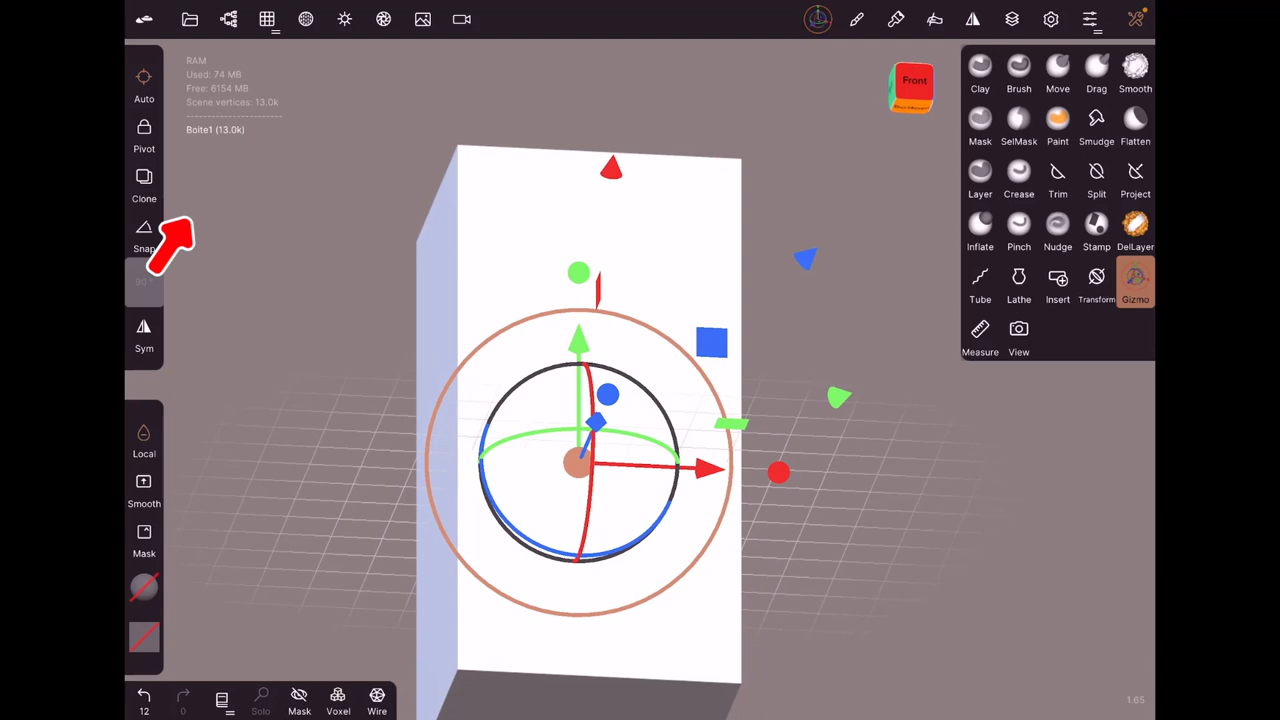 RAM
Used: 74 MB
Free: 6154 MB
Scene vertices: 13.0k
Boite1 (13.0k)
Auto
Pivot
Clone
Snap
90 °
Sym
Local
Smooth
Mask
12
0
Solo
Mask
Voxel
Wire
Front
Clay
Brush
Move
Drag
Smooth
Mask
SelMask
Paint
Smudge
Flatten
Layer
Crease
Trim
Split
Project
Inflate
Pinch
Nudge
Stamp
DelLayer
Tube
Lathe
Insert
Transform
Gizmo
Measure
View
1.65